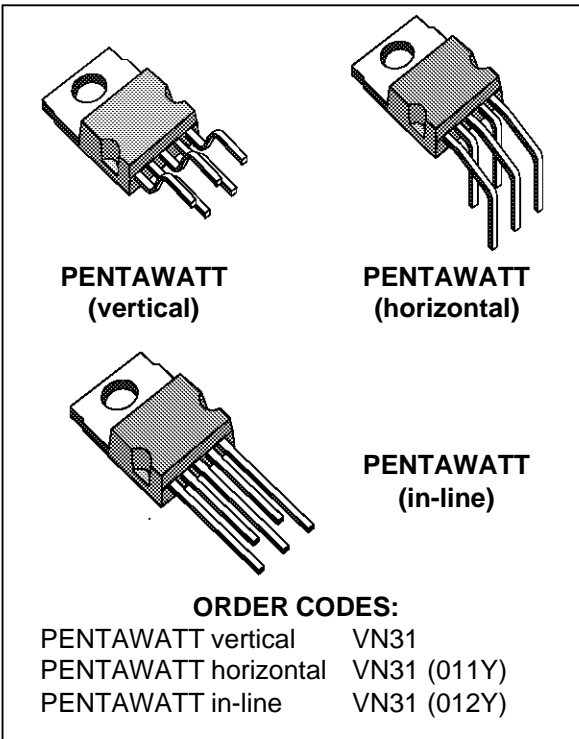 PENTAWATT
(vertical)
PENTAWATT
(horizontal)
PENTAWATT
(in-line)
ORDER CODES:
PENTAWATT vertical VN31
PENTAWATT horizontal VN31 (011Y)
PENTAWATT in-line VN31 (012Y)